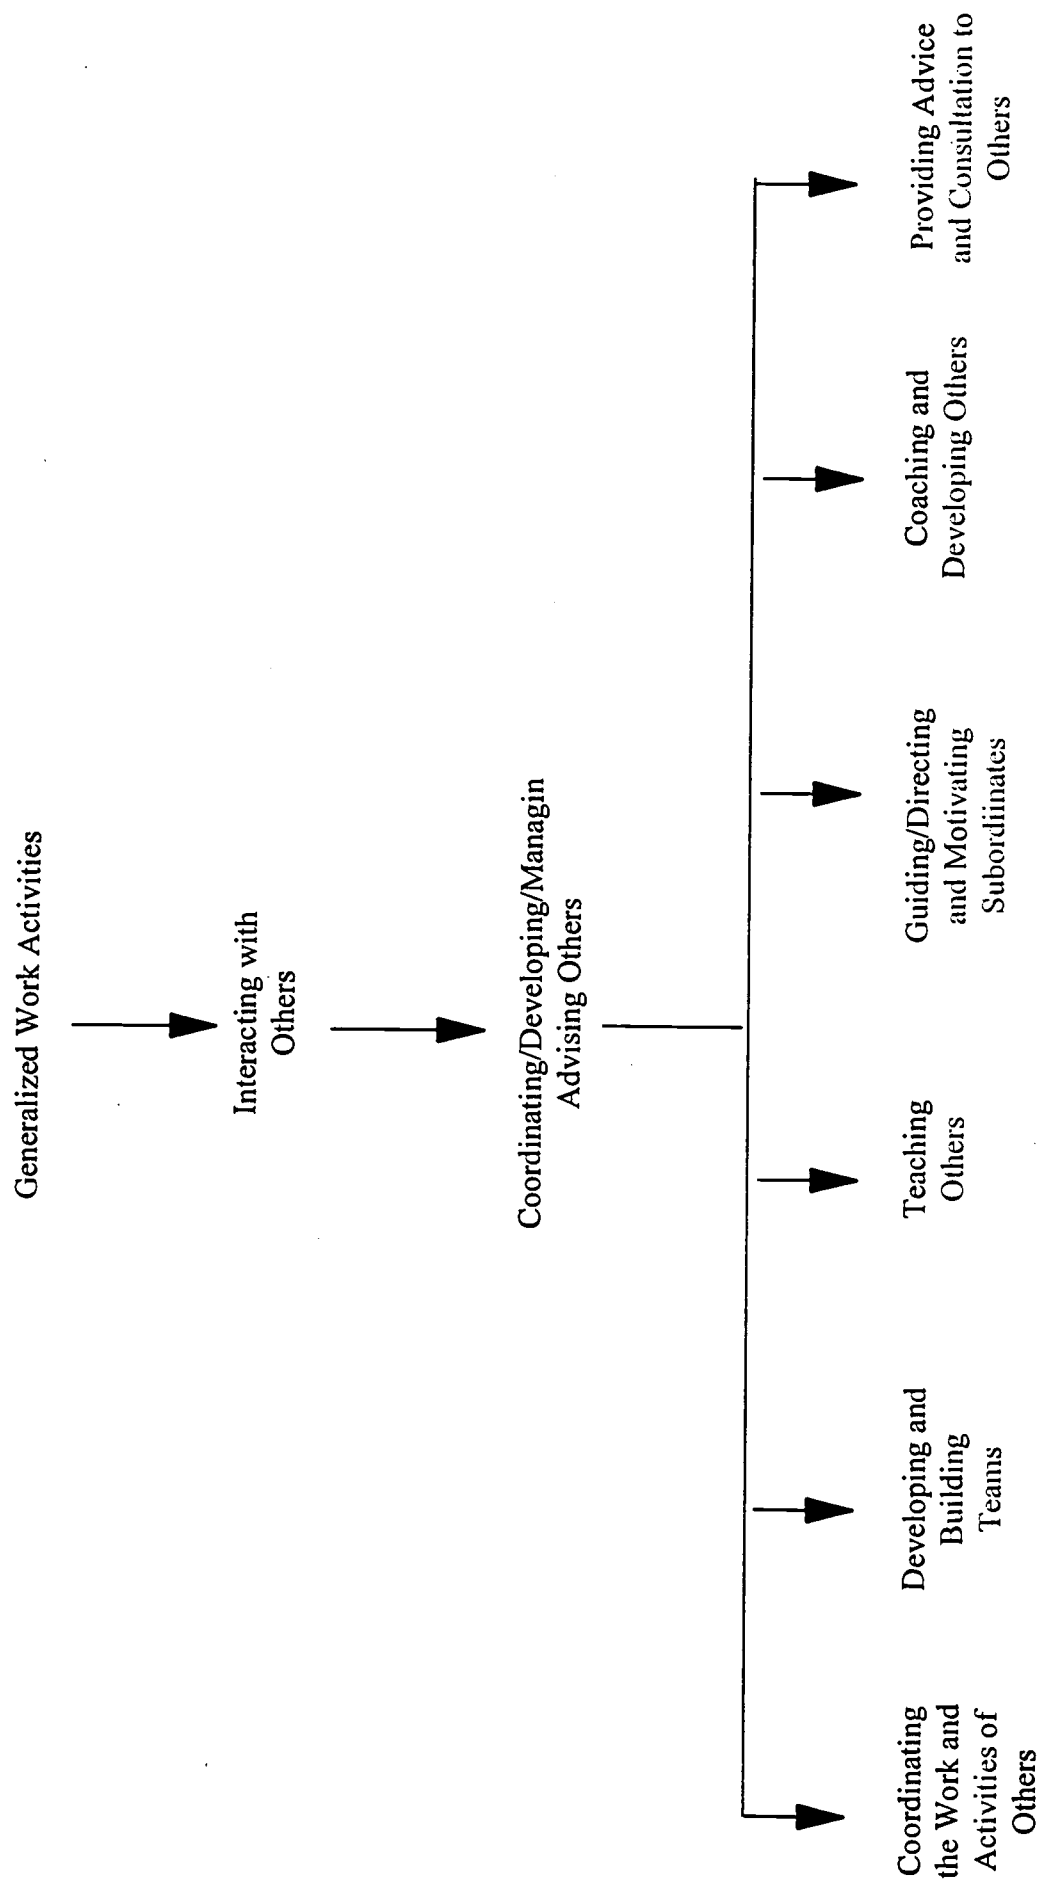 Generalized Work Activities
Interacting with
Others
Coordinating/Developing/Managin
Advising Others
Coordinating
the Work and
Activities of
Others
Developing and
Building
Teams
Teaching
Others
Guiding/Directing
and Motivating
Subordiinates
Coaching and
Developing Others
Providing Advice
and Consultation to
Others